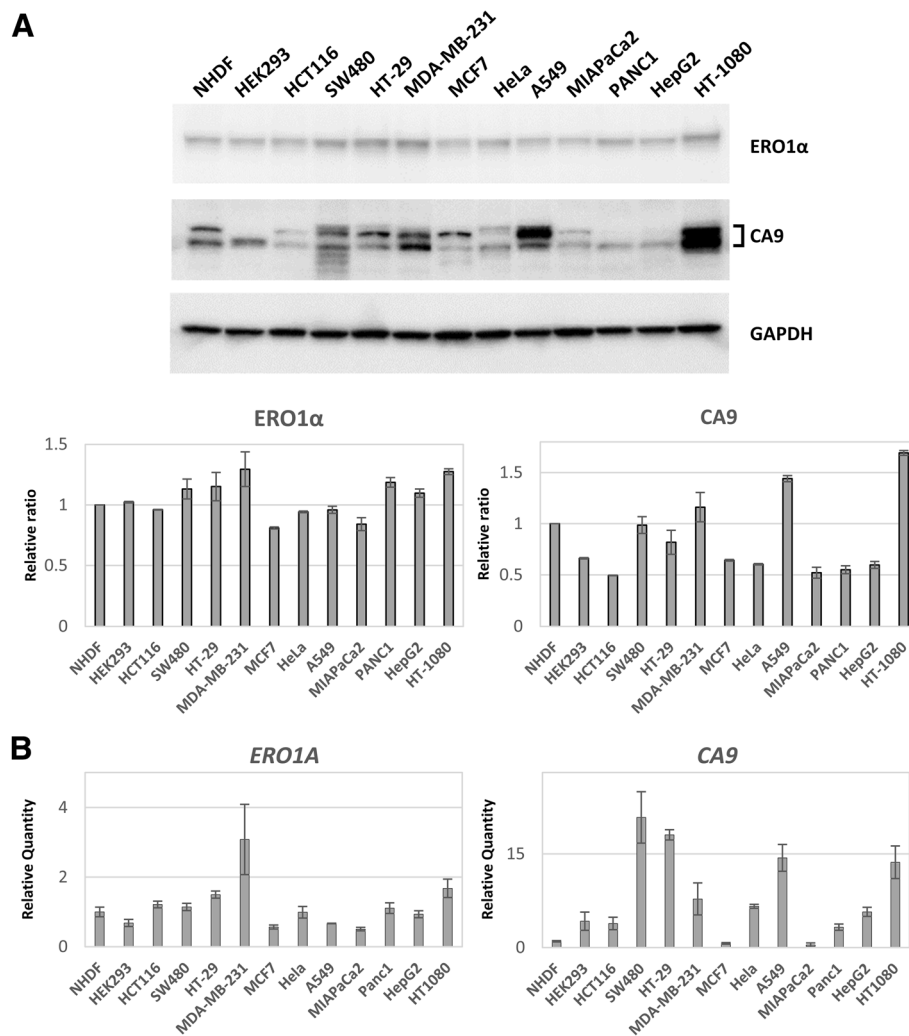 A
NHDF
HEK293
HCT116
SW480
HT-29
MDA-MB-231
MCF7
HeLa
A549
MIAPaCa2
PANC1
HepG2
HT-1080
ERO1α
CA9
GAPDH
ERO1α
Relative ratio
1.5
1
0.5
0
NHDF
HEK293
HCT116
SW480
HT-29
MDA-MB-231
MCF7
HeLa
A549
MIAPaCa2
PANC1
HepG2
HT-1080
CA9
Relative ratio
1.5
1
0.5
0
NHDF
HEK293
HCT116
SW480
HT-29
MDA-MB-231
MCF7
HeLa
A549
MIAPaCa2
PANC1
HepG2
HT-1080
B
ERO1A
Relative Quantity
4
2
0
NHDF
HEK293
HCT116
SW480
HT-29
MDA-MB-231
MCF7
Hela
A549
MIAPaCa2
Panc1
HepG2
HT1080
CA9
Relative Quantity
15
0
NHDF
HEK293
HCT116
SW480
HT-29
MDA-MB-231
MCF7
Hela
A549
MIAPaCa2
Panc1
HepG2
HT1080